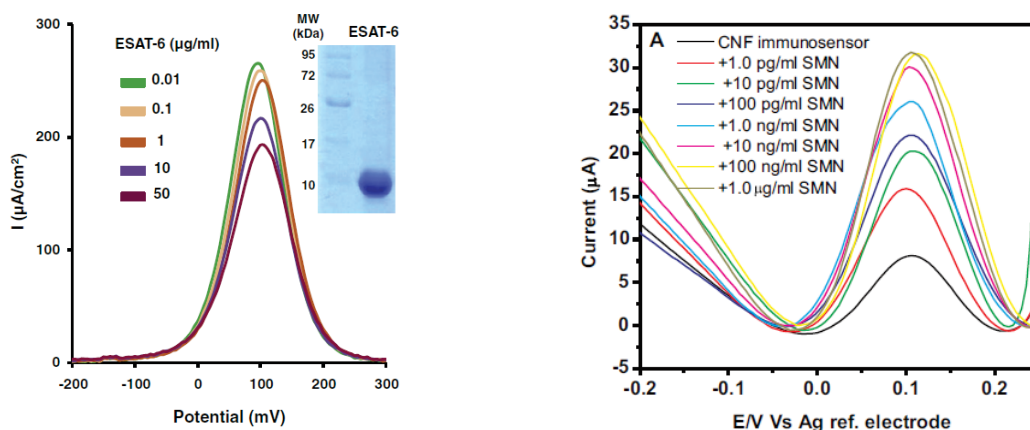 ESAT-6 (μg/ml)
0.01
0.1
1
10
50
MW
(kDa)
ESAT-6
95
72
26
17
10
I (μA/cm²)
300
200
300
100
0
-200
-100
0
100
200
300
Potential (mV)
A
CNF immunosensor
+1.0 pg/ml SMN
+10 pg/ml SMN
+100 pg/ml SMN
+1.0 ng/ml SMN
+10 ng/ml SMN
+100 ng/ml SMN
+1.0 μg/ml SMN
Current (μA)
35
30
25
20
15
10
5
0
-5
-0.2
-0.1
0.0
0.1
0.2
E/V Vs Ag ref. electrode